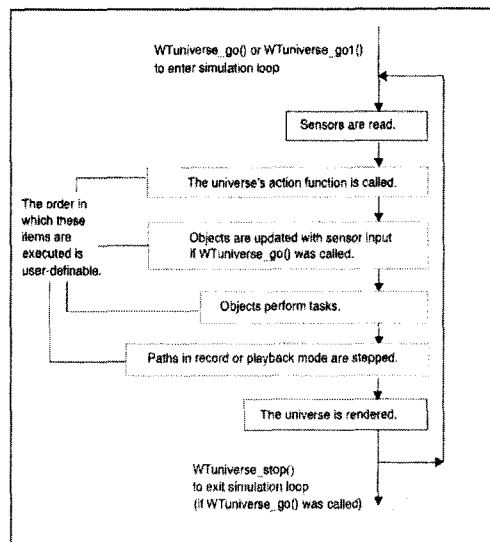 WTuniverse_go() or WTuniverse_go1()
to enter simulation loop
Sensors are read.
The universe's action function is called.
The order in
which these
items are
executed is
user-definable.
Objects are updated with sensor input
if WTuniverse_go() was called.
Objects perform tasks.
Paths in record or playback mode are stepped.
The universe is rendered.
WTuniverse_stop()
to exit simulation loop
(if WTuniverse_go() was called)